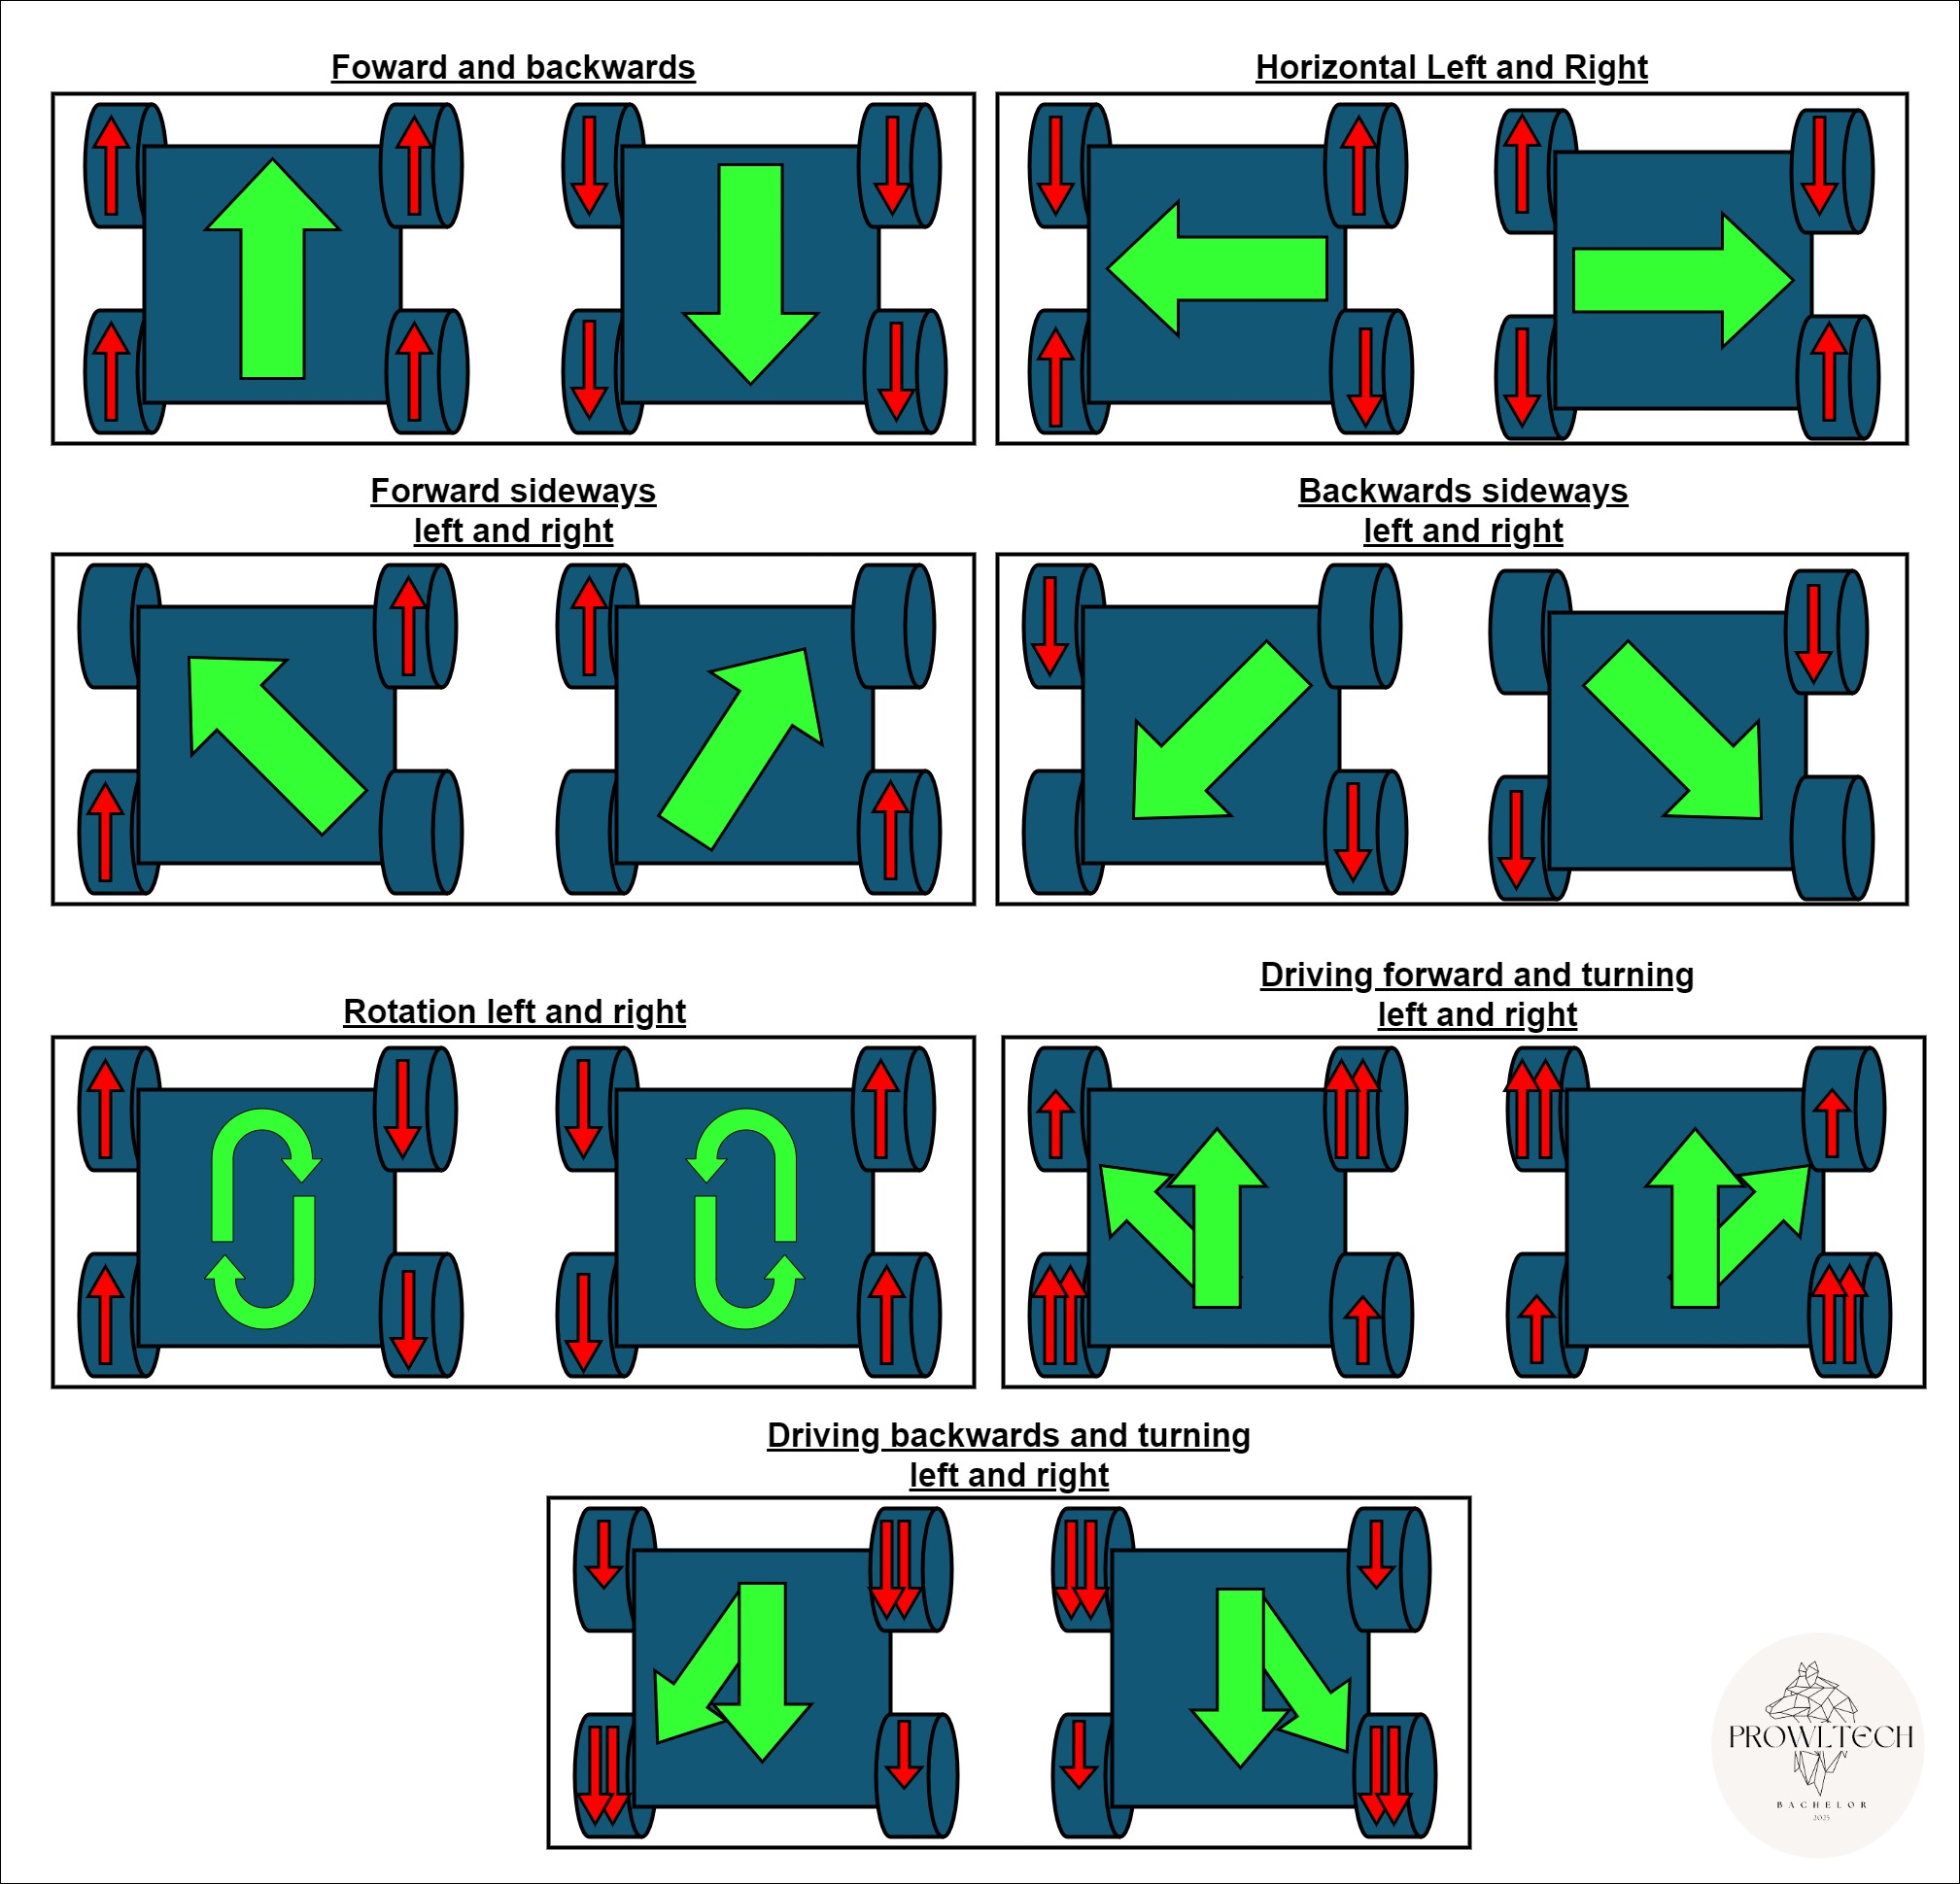 Foward and backwards
Horizontal Left and Right
Forward sideways
left and right
Backwards sideways
left and right
Rotation left and right
Driving forward and turning
left and right
Driving backwards and turning
left and right
PROWLTECH
BACHELOR
2025